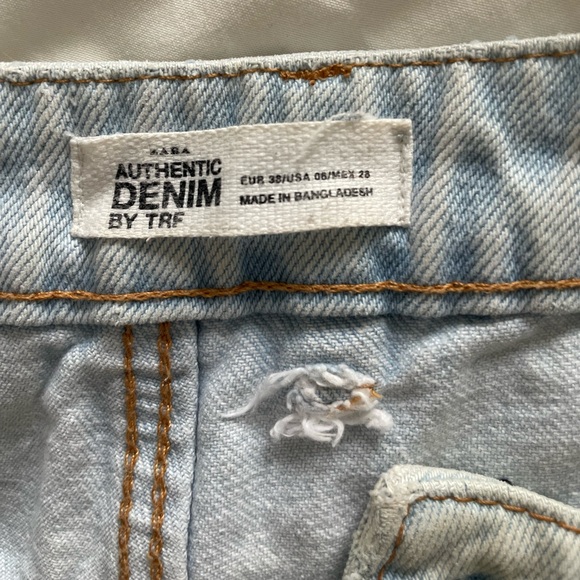 ZARA
AUTHENTIC
DENIM
BY TRF
EUR 38/USA 06/MEX 28
MADE IN BANGLADESH